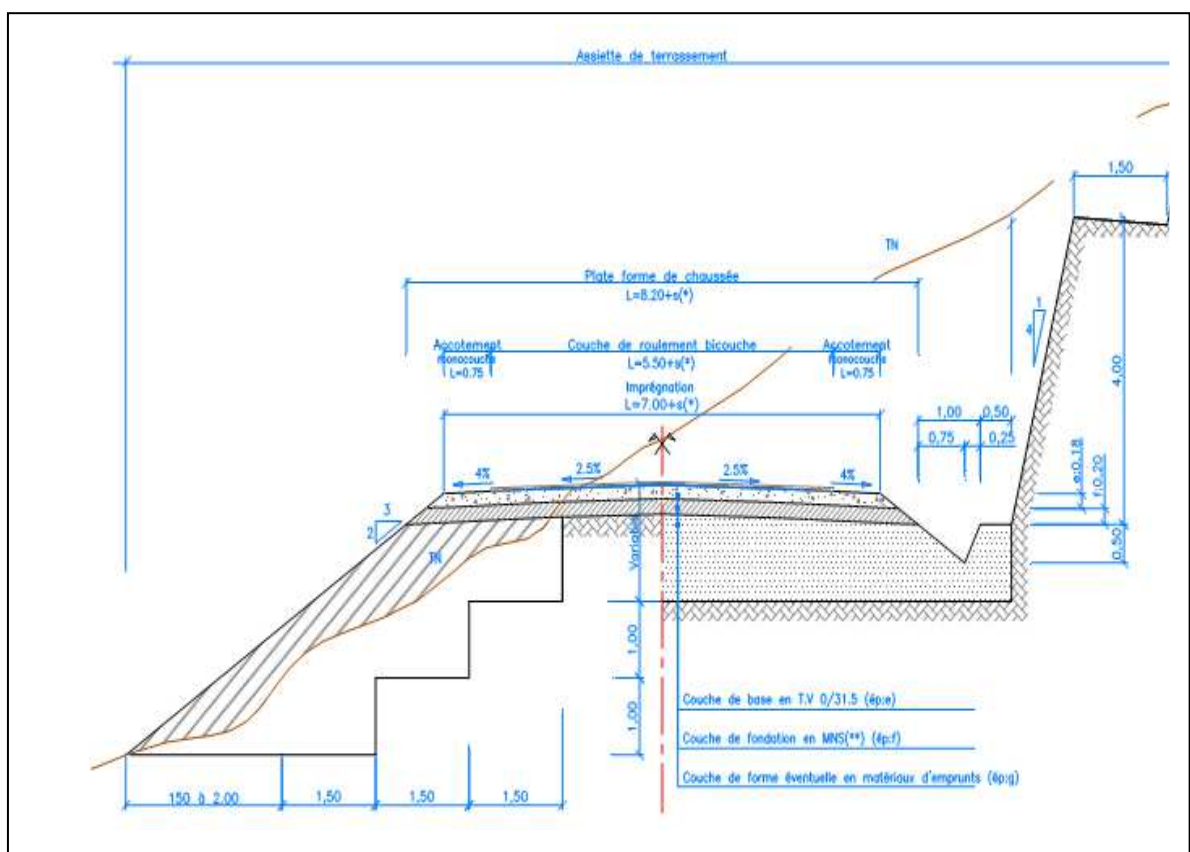 Assiette de terrassement
1,50
TN
Plate forme de chaussée
L=8.20+s(*)
1
4
4,00
Accotement
monocouche
L=0.75
Couche de roulement bicouche
L=5.50+s(*)
Accotement
monocouche
L=0.75
Imprégnation
L=7.00+s(*)
1,00 0,50
0,75 0,25
4% 2.5% 2.5% 4%
e:0,18
f:0,20
3
2
0,50
TN
Variable
1,00
1,00
Couche de base en T.V 0/31.5 (ép:e)
Couche de fondation en MNS(**) (ép:f)
Couche de forme éventuelle en matériaux d'emprunts (ép:g)
150 à 2.00 1,50 1,50 1,50